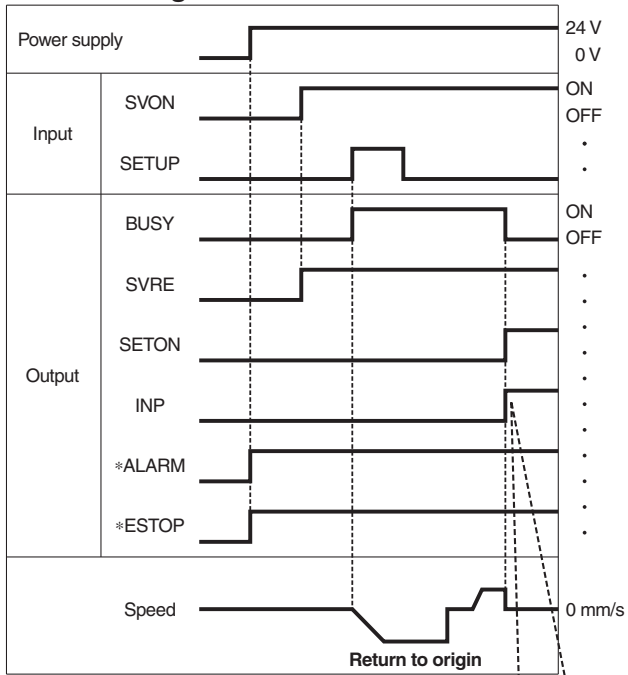 Power supply
24 V
0 V
Input
SVON
ON
OFF
SETUP
Output
BUSY
ON
OFF
SVRE
SETON
INP
*ALARM
*ESTOP
Speed
0 mm/s
Return to origin